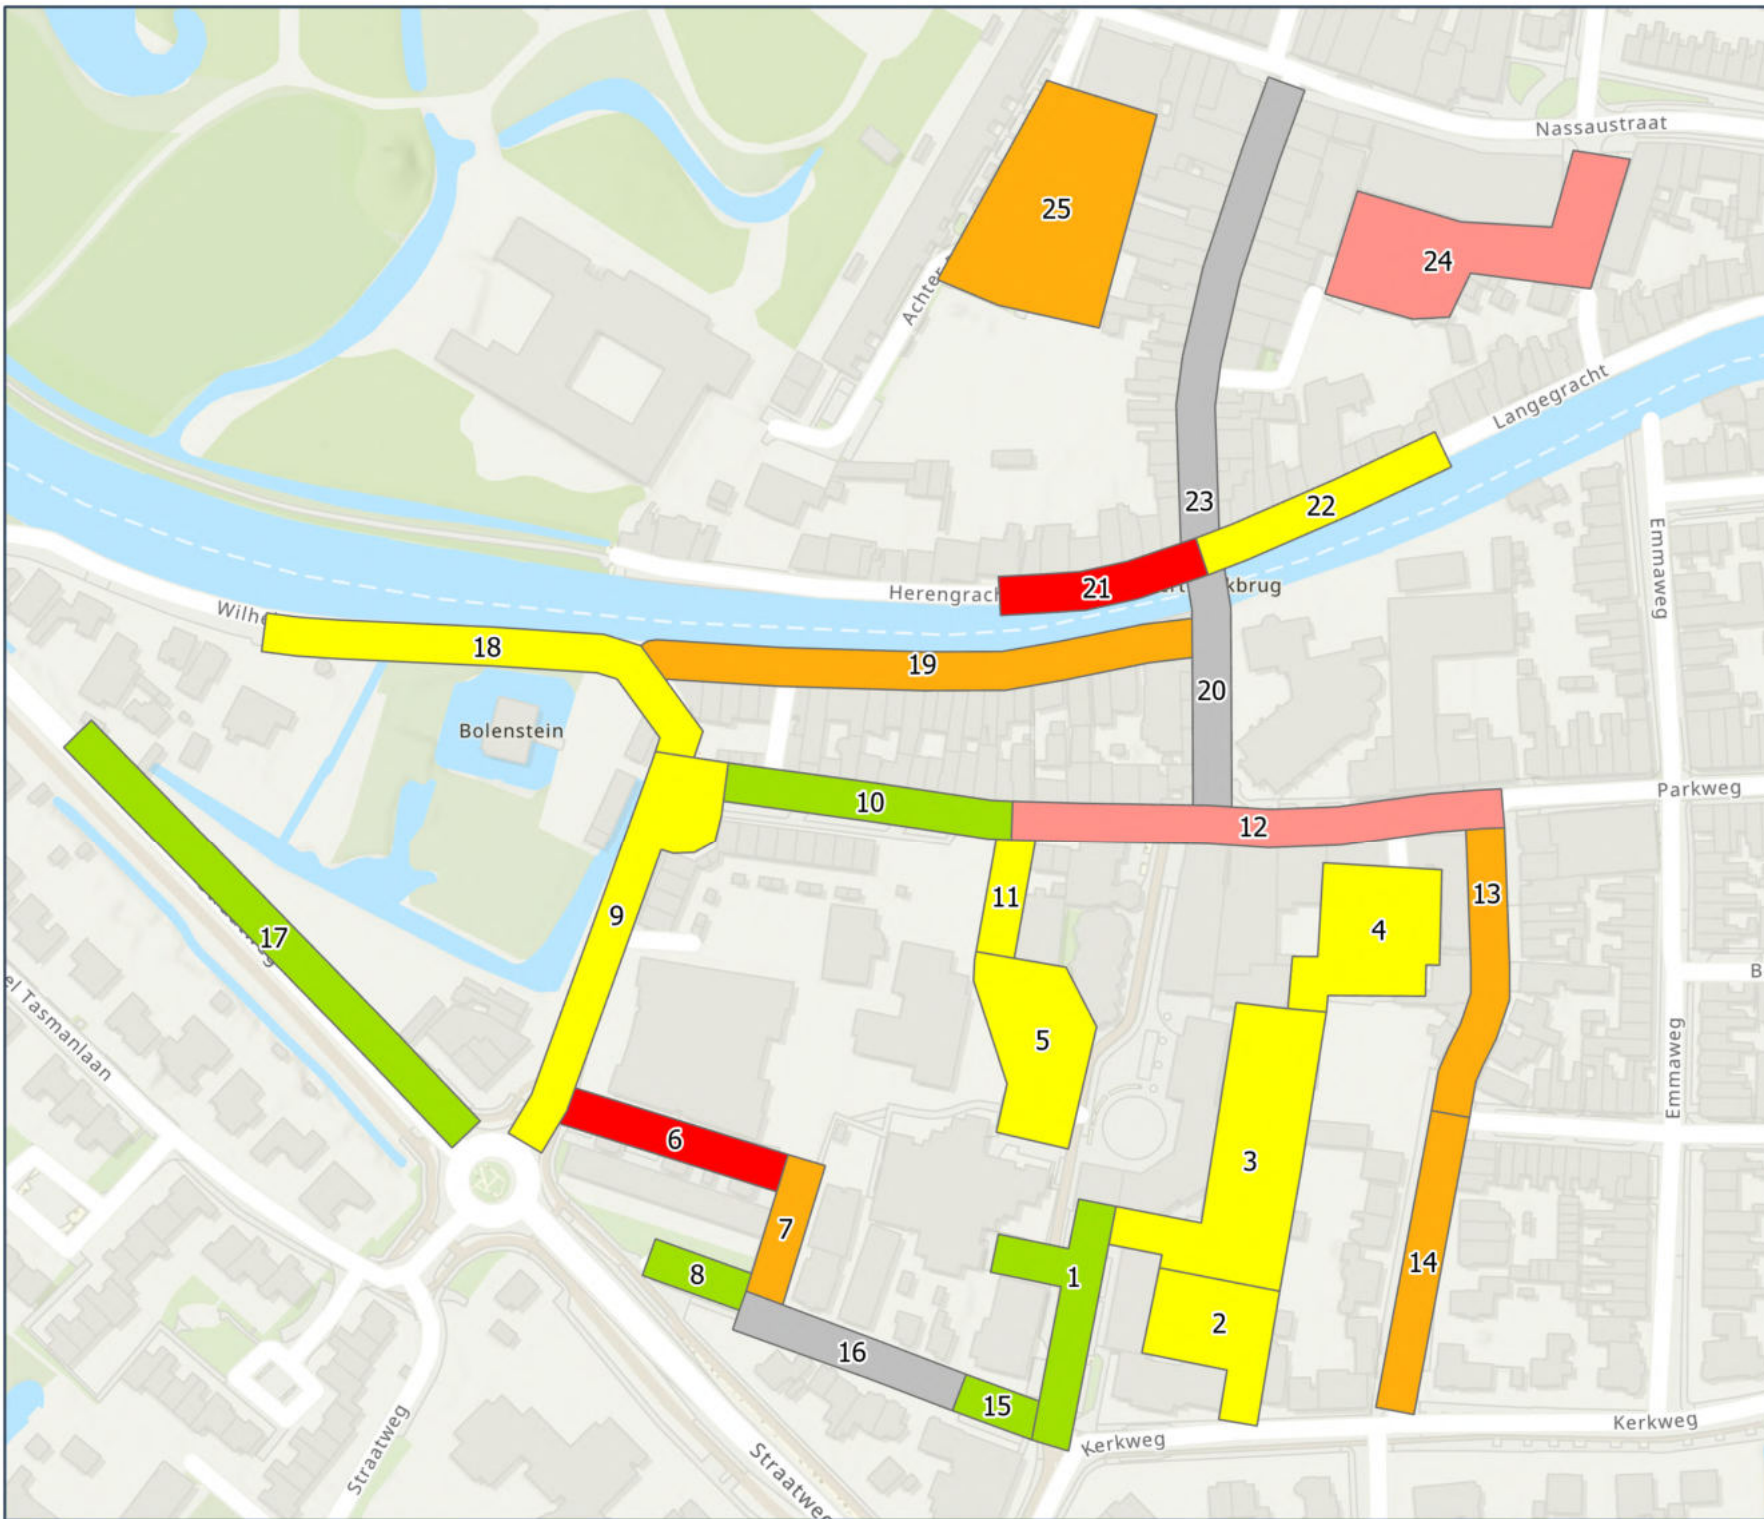 Nassaustraat
25
24
Achter
Langegracht
23
22
Emmaweg
21
kbrug
Herengrach
Wilhe
18
19
20
Bolenstein
Parkweg
10
12
13
11
4
9
17
el Tasmanlaan
B
5
Emmaweg
6
3
7
8
1
14
2
16
15
Kerkweg
Kerkweg
Straatweg
Straatweg